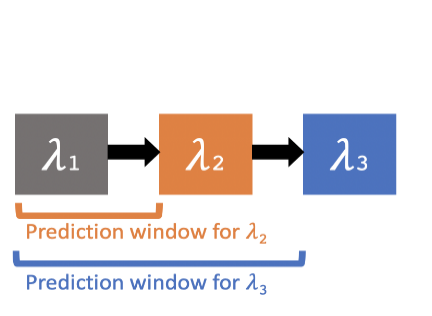 λ₁
λ₂
λ₃
Prediction window for λ₂
Prediction window for λ₃